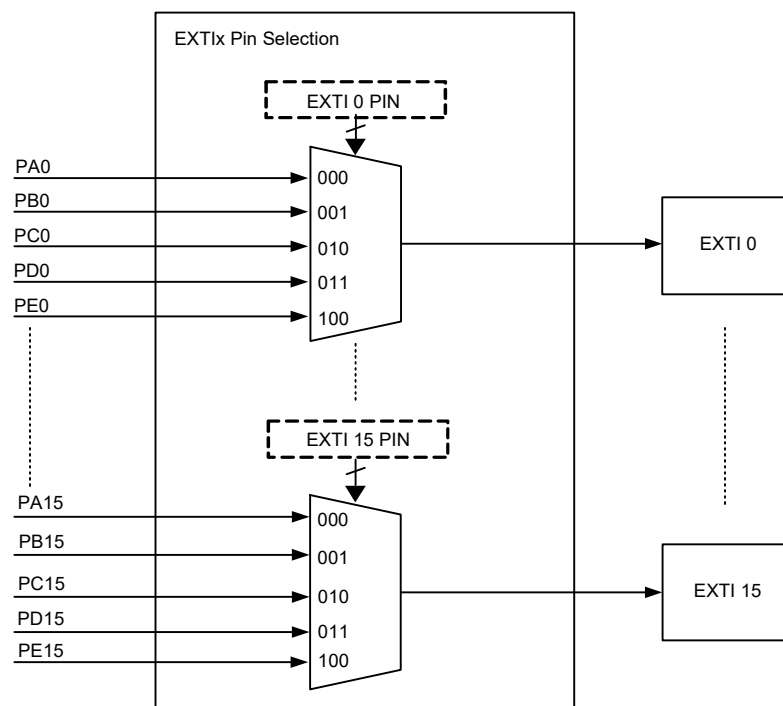 EXTIx Pin Selection
EXTI 0 PIN
PA0
000
PB0
001
PC0
010
EXTI 0
PD0
011
PE0
100
EXTI 15 PIN
PA15
000
PB15
001
PC15
010
EXTI 15
PD15
011
PE15
100